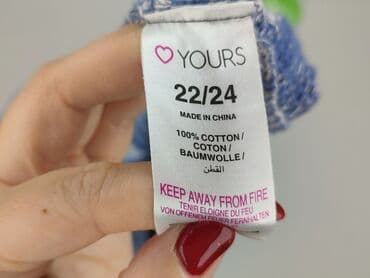 YOURS
22/24
MADE IN CHINA
100% COTTON/
COTON/
BAUMWOLLE/
القطن
KEEP AWAY FROM FIRE
TENIR ELOIGNE DU FEU
VON OFFENEM FEUER FERNHALTEN